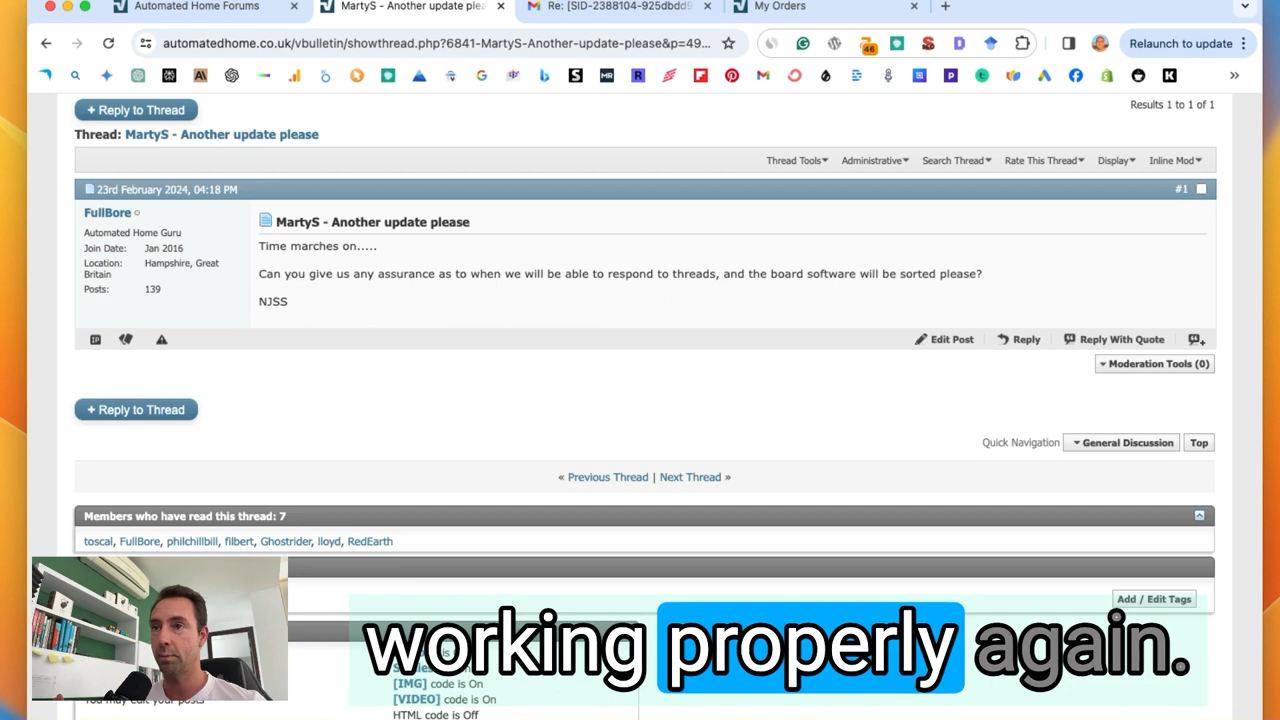 Automated Home Forums
MartyS - Another update plea
Re: [SID-2388104-925dbdd9
My Orders
automatedhome.co.uk/vbulletin/showthread.php?6841-MartyS-Another-update-please&p=49...
46
Relaunch to update
+ Reply to Thread
Results 1 to 1 of 1
Thread: MartyS - Another update please
Thread Tools Administrative Search Thread Rate This Thread Display Inline Mod
23rd February 2024, 04:18 PM
#1
FullBore
Automated Home Guru
Join Date: Jan 2016
Location: Hampshire, Great Britain
Posts: 139
MartyS - Another update please
Time marches on.....
Can you give us any assurance as to when we will be able to respond to threads, and the board software will be sorted please?
NJSS
Edit Post Reply Reply With Quote
Moderation Tools (0)
+ Reply to Thread
Quick Navigation General Discussion Top
« Previous Thread | Next Thread »
Members who have read this thread: 7
toscal, FullBore, philchillbill, filbert, Ghostrider, lloyd, RedEarth
Add / Edit Tags
working properly again.
[IMG] code is On
[VIDEO] code is On
HTML code is Off